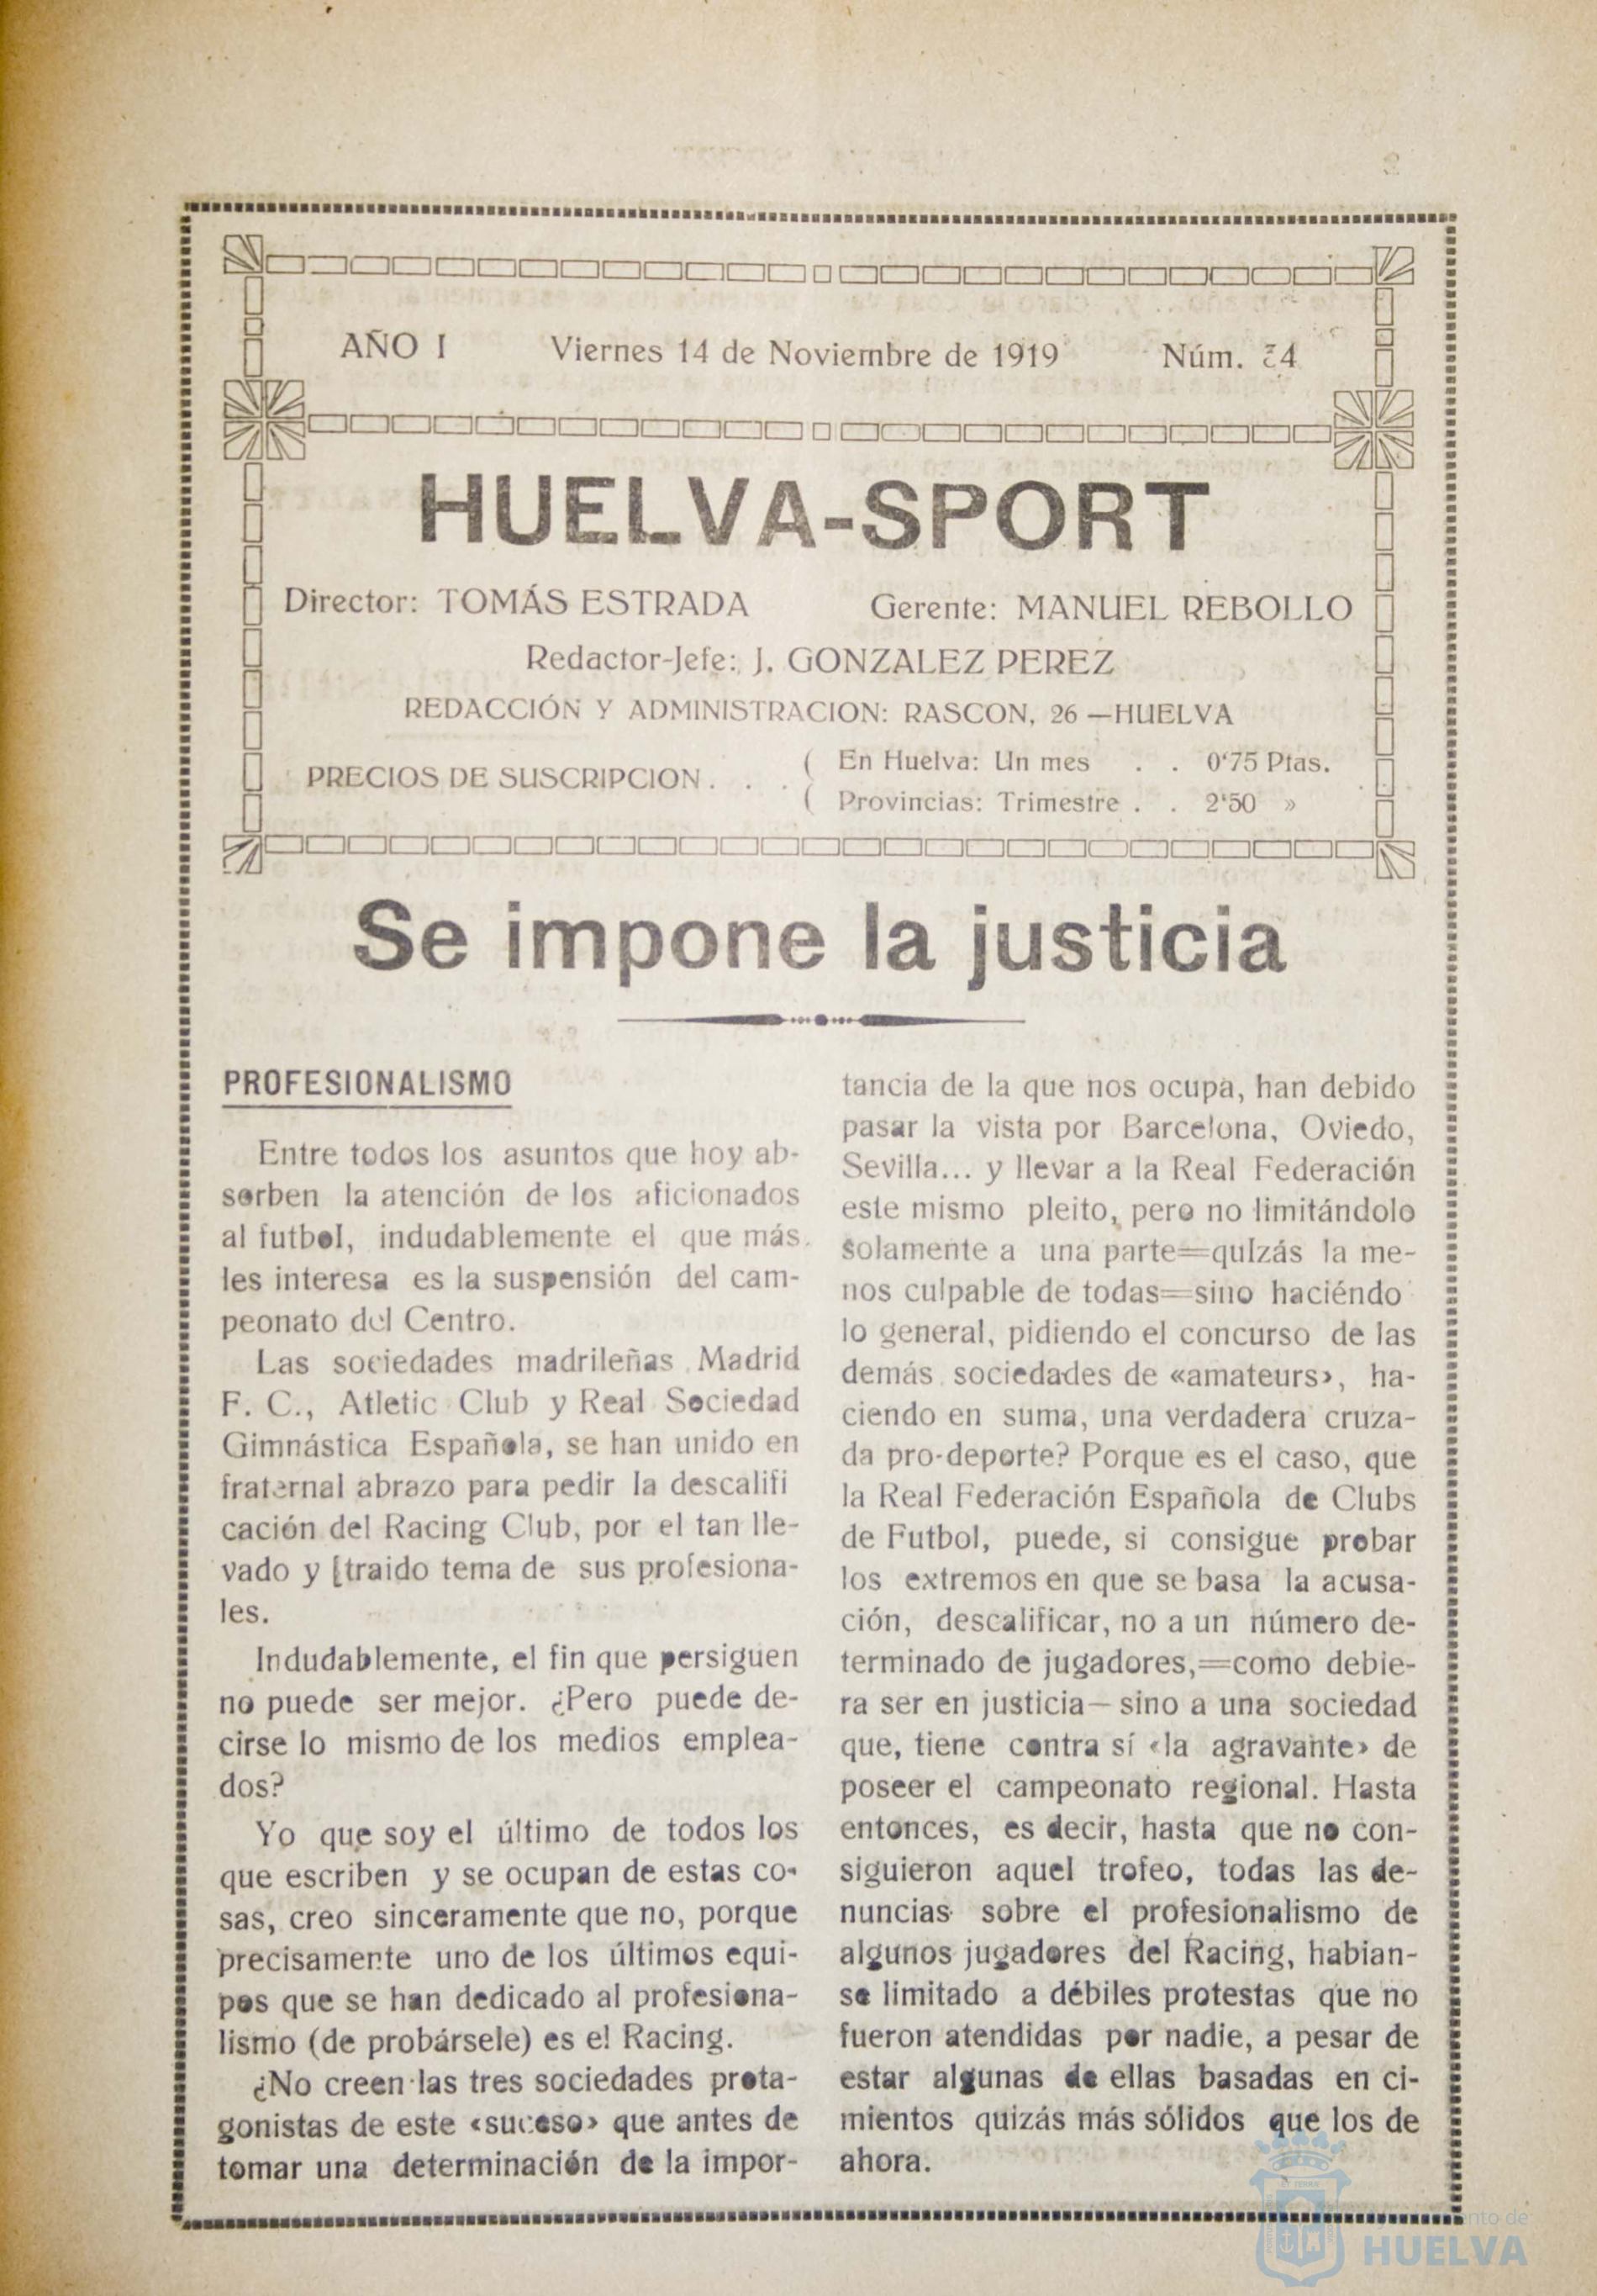 AÑO I Viernes 14 de Noviembre de 1919 Núm.
HUELVA-SPORT
Director: TOMÁS ESTRADA Gerente: MANUEL REBOLLO
Redactor-Jefe: J. GONZALEZ PEREZ
REDACCIÓN Y ADMINISTRACION: RASCON, 26 —HUELVA
PRECIOS DE SUSCRIPCION . . .
( En Huelva: Un mes . . 0‘75 Ptas.
( Provincias: Trimestre . . 2‘50 »
Se impone la justicia
PROFESIONALISMO
Entre todos los asuntos que hoy ab-
sorben la atención de los aficionados
al futbol, indudablemente el que más
les interesa es la suspensión del cam-
peonato del Centro.
Las sociedades madrileñas Madrid
F. C., Atletic Club y Real Sociedad
Gimnástica Española, se han unido en
fraternal abrazo para pedir la descalifi
cación del Racing Club, por el tan lle-
vado y [traido tema de sus profesiona-
les.
Indudablemente, el fin que persiguen
no puede ser mejor. ¿Pero puede de-
cirse lo mismo de los medios emplea-
dos?
Yo que soy el último de todos los
que escriben y se ocupan de estas co-
sas, creo sinceramente que no, porque
precisamente uno de los últimos equi-
pos que se han dedicado al profesiona-
lismo (de probársele) es el Racing.
¿No creen las tres sociedades prota-
gonistas de este «suceso» que antes de
tomar una determinación de la impor-
tancia de la que nos ocupa, han debido
pasar la vista por Barcelona, Oviedo,
Sevilla... y llevar a la Real Federación
este mismo pleito, pero no limitándolo
solamente a una parte=quIzás la me-
nos culpable de todas=sino haciéndo
lo general, pidiendo el concurso de las
demás sociedades de «amateurs», ha-
ciendo en suma, una verdadera cruza-
da pro-deporte? Porque es el caso, que
la Real Federación Española de Clubs
de Futbol, puede, si consigue probar
los extremos en que se basa la acusa-
ción, descalificar, no a un número de-
terminado de jugadores,=como debie-
ra ser en justicia— sino a una sociedad
que, tiene contra sí «la agravante» de
poseer el campeonato regional. Hasta
entonces, es decir, hasta que no con-
siguieron aquel trofeo, todas las de-
nuncias sobre el profesionalismo de
algunos jugadores del Racing, habian-
se limitado a débiles protestas que no
fueron atendidas por nadie, a pesar de
estar algunas de ellas basadas en ci-
mientos quizás más sólidos que los de
ahora.
HUELVA